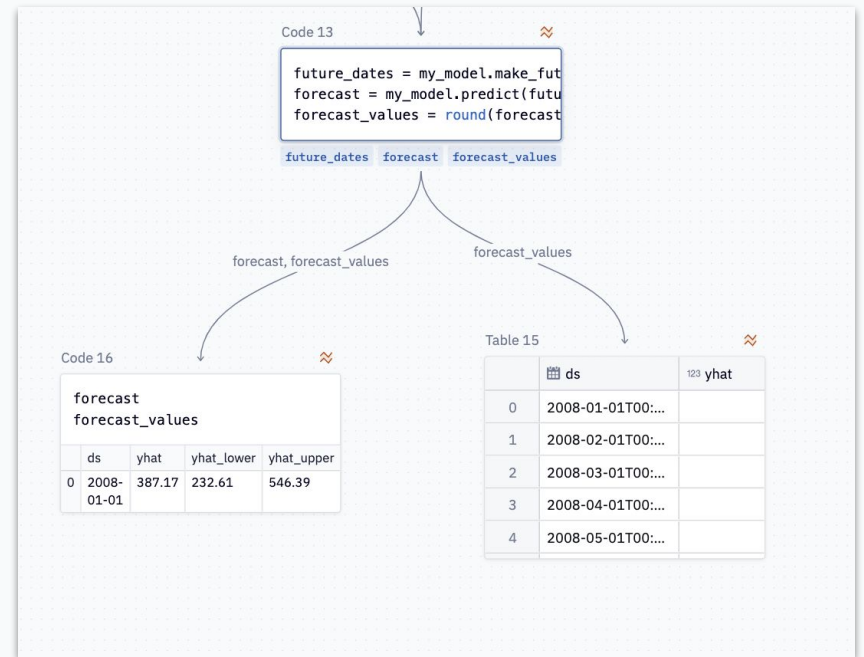 Code 13
future_dates = my_model.make_fut
forecast = my_model.predict(futu
forecast_values = round(forecast
future_dates forecast forecast_values
forecast, forecast_values
forecast_values
Code 16
forecast
forecast_values
ds yhat yhat_lower yhat_upper
0 2008-01-01 387.17 232.61 546.39
Table 15
ds 123 yhat
0 2008-01-01T00:...
1 2008-02-01T00:...
2 2008-03-01T00:...
3 2008-04-01T00:...
4 2008-05-01T00:...